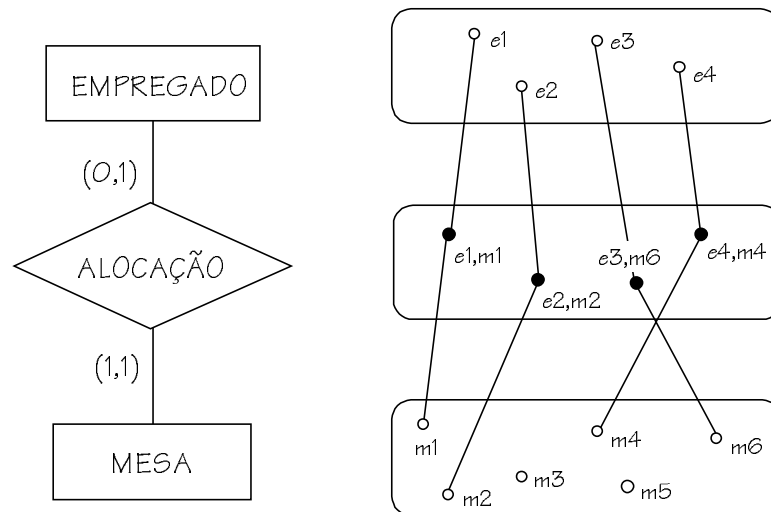 EMPREGADO
(0,1)
ALOCAÇÃO
(1,1)
MESA
e1
e3
e2
e4
e1,m1
e3,m6
e4,m4
e2,m2
m1
m4
m6
m2
m3
m5